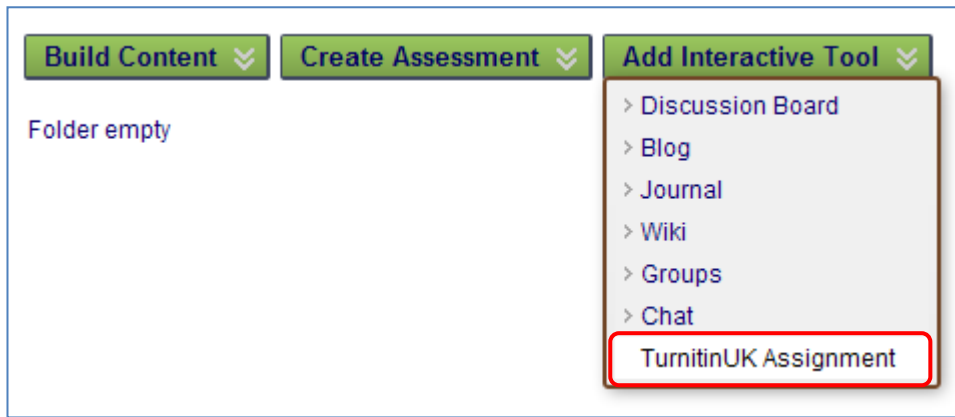 Build Content Create Assessment Add Interactive Tool
Folder empty
Discussion Board
Blog
Journal
Wiki
Groups
Chat
TurnitinUK Assignment